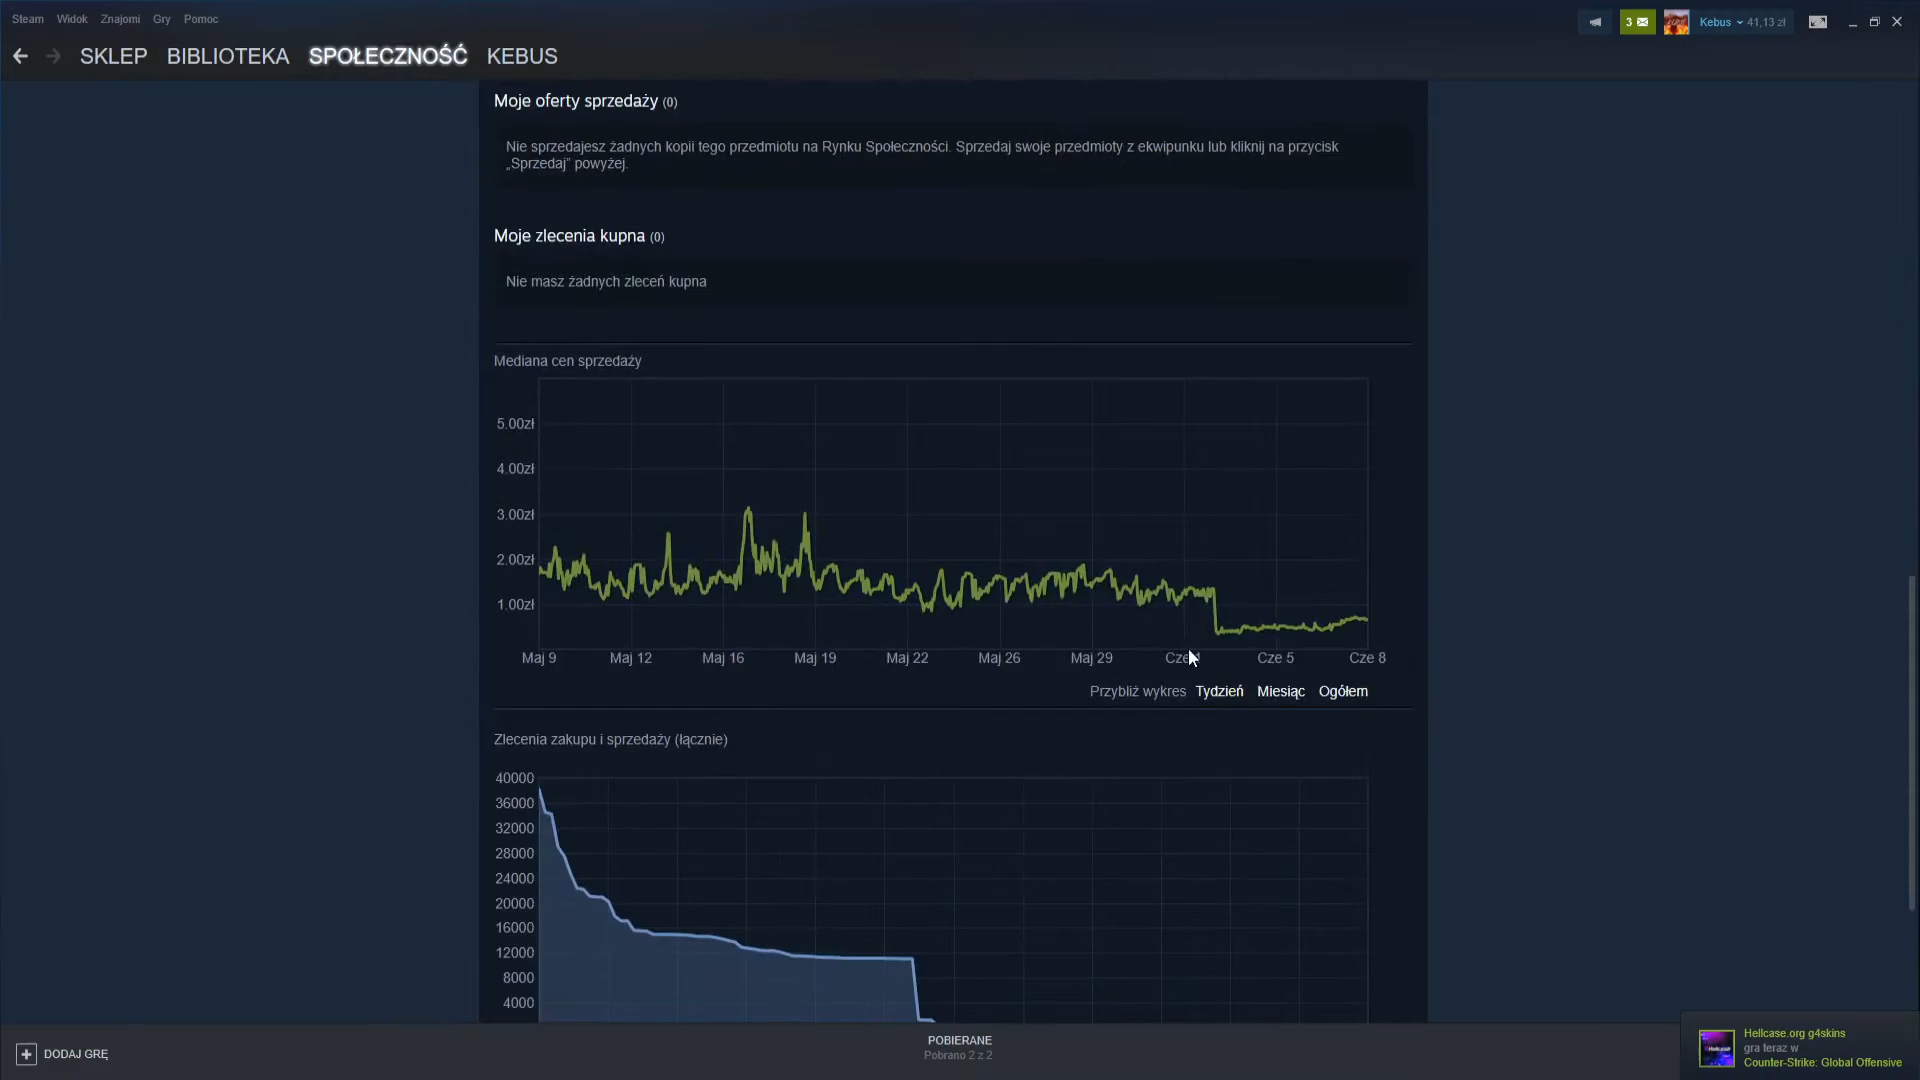 Steam Widok Znajomi Gry Pomoc
3 Kebus 41,13 zł
SKLEP BIBLIOTEKA SPOŁECZNOŚĆ KEBUS
Moje oferty sprzedaży (0)
Nie sprzedajesz żadnych kopii tego przedmiotu na Rynku Społeczności. Sprzedaj swoje przedmioty z ekwipunku lub kliknij na przycisk
„Sprzedaj” powyżej.
Moje zlecenia kupna (0)
Nie masz żadnych zleceń kupna
Mediana cen sprzedaży
5.00zł
4.00zł
3.00zł
2.00zł
1.00zł
Maj 9 Maj 12 Maj 16 Maj 19 Maj 22 Maj 26 Maj 29 Cze Cze 5 Cze 8
Przybliż wykres Tydzień Miesiąc Ogółem
Zlecenia zakupu i sprzedaży (łącznie)
40000
36000
32000
28000
24000
20000
16000
12000
8000
4000
DODAJ GRĘ
POBIERANE
Pobrano 2 z 2
Hellcase.org g4skins
gra teraz w
Counter-Strike: Global Offensive